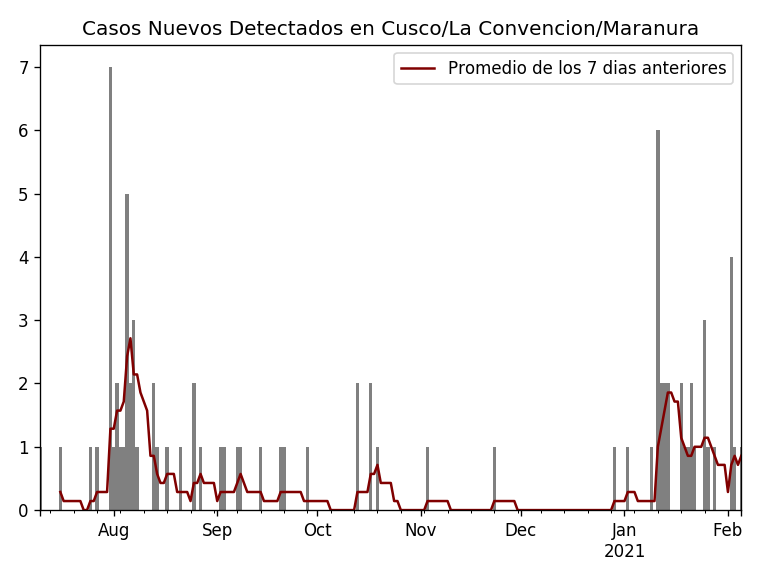 Casos Nuevos Detectados en Cusco/La Convencion/Maranura
Promedio de los 7 dias anteriores
7
6
5
4
3
2
1
0
Aug
Sep
Oct
Nov
Dec
Jan
2021
Feb